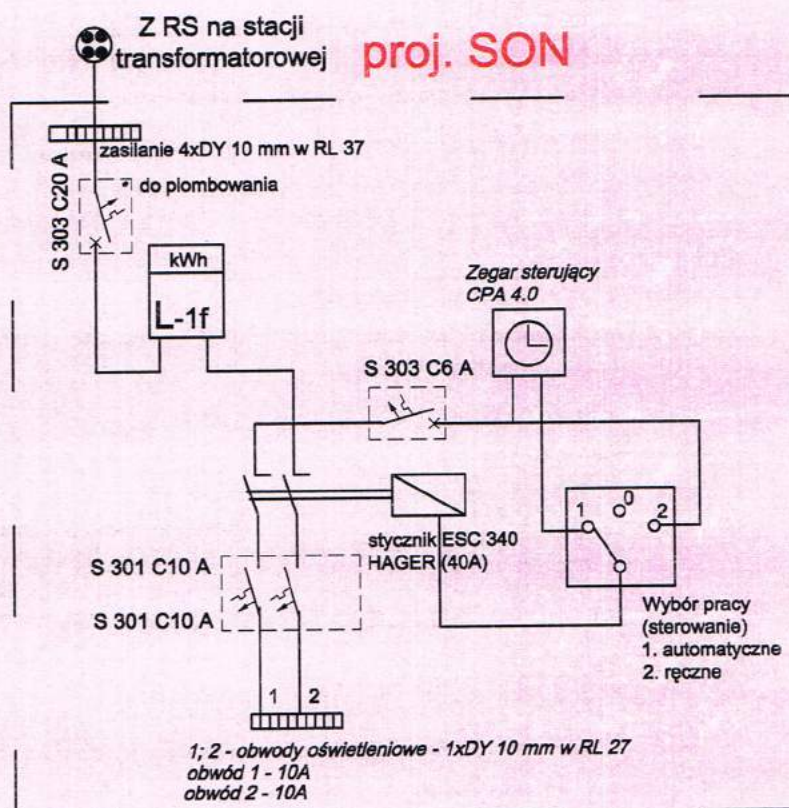 Z RS na stacji
transformatorowej
proj. SON
zasilanie 4xDY 10 mm w RL 37
* do plombowania
S 303 C20 A
kWh
L-1f
Zegar sterujący
CPA 4.0
S 303 C6 A
1
0
2
stycznik ESC 340
HAGER (40A)
S 301 C10 A
S 301 C10 A
Wybór pracy
(sterowanie)
1. automatyczne
2. ręczne
1
2
1; 2 - obwody oświetleniowe - 1xDY 10 mm w RL 27
obwód 1 - 10A
obwód 2 - 10A